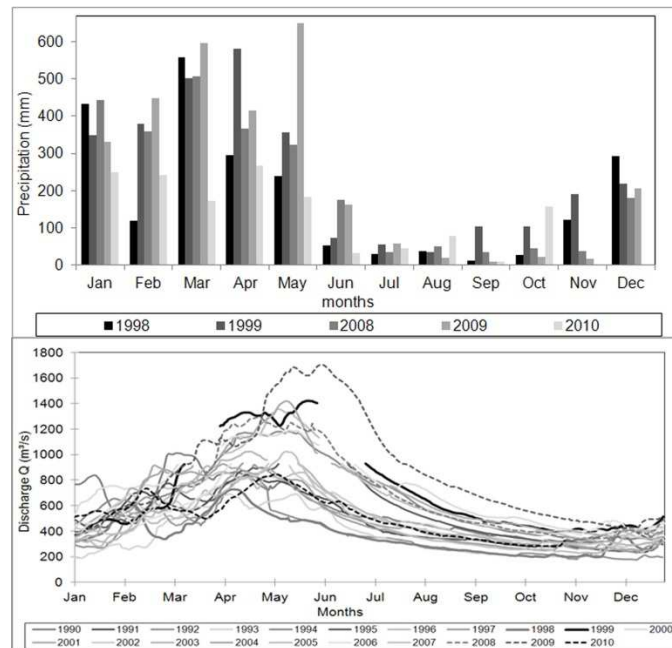 Precipitation (mm)
600
500
400
300
200
100
0
Jan Feb Mar Apr May Jun Jul Aug Sep Oct Nov Dec
months
1998 1999 2008 2009 2010
Discharge Q (m³/s)
1800
1600
1400
1200
1000
800
600
400
200
0
Jan Feb Mar Apr May Jun Jul Aug Sep Oct Nov Dec
Months
1990 1991 1992 1993 1994 1995 1996 1997 1998 1999 2000
2001 2002 2003 2004 2005 2006 2007 2008 2009 2010